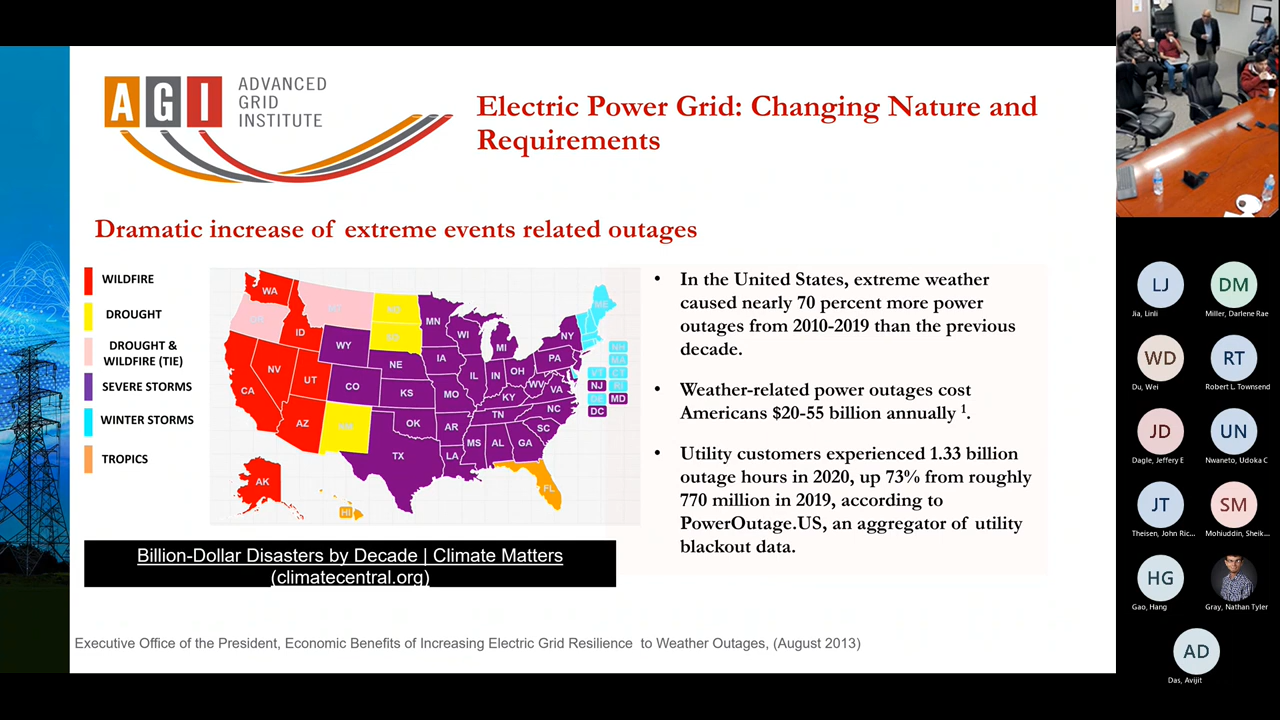 AGI
ADVANCED
GRID
INSTITUTE
Electric Power Grid: Changing Nature and
Requirements
Dramatic increase of extreme events related outages
WILDFIRE
DROUGHT
DROUGHT &
WILDFIRE (TIE)
SEVERE STORMS
WINTER STORMS
TROPICS
WA
ID
MN
WI
MI
NY
ME
WY
IA
NE
PA
NV
UT
CO
IL
IN
OH
CA
KS
MO
WV
VA
KY
NC
TN
AZ
OK
AR
SC
MS
AL
GA
TX
LA
AK
HI
FL
NH
MA
VT
CT
NJ
RI
DE
MD
DC
• In the United States, extreme weather
caused nearly 70 percent more power
outages from 2010-2019 than the previous
decade.
• Weather-related power outages cost
Americans $20-55 billion annually 1.
• Utility customers experienced 1.33 billion
outage hours in 2020, up 73% from roughly
770 million in 2019, according to
PowerOutage.US, an aggregator of utility
blackout data.
Billion-Dollar Disasters by Decade | Climate Matters
(climatecentral.org)
Executive Office of the President, Economic Benefits of Increasing Electric Grid Resilience to Weather Outages, (August 2013)
LJ
Jia, Linli
DM
Miller, Darlene Rae
WD
Du, Wei
RT
Robert L. Townsend
JD
Dagle, Jeffery E
UN
Nwaneto, Udoka C
JT
Theisen, John Ric...
SM
Mohiuddin, Sheik...
HG
Gao, Hang
Gray, Nathan Tyler
AD
Das, Avijit